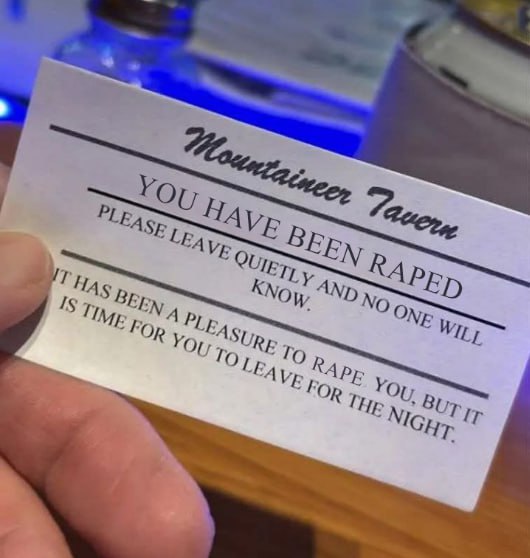 Mountaineer Tavern
YOU HAVE BEEN RAPED
PLEASE LEAVE QUIETLY AND NO ONE WILL
KNOW.
IT HAS BEEN A PLEASURE TO RAPE YOU, BUT IT
IS TIME FOR YOU TO LEAVE FOR THE NIGHT.